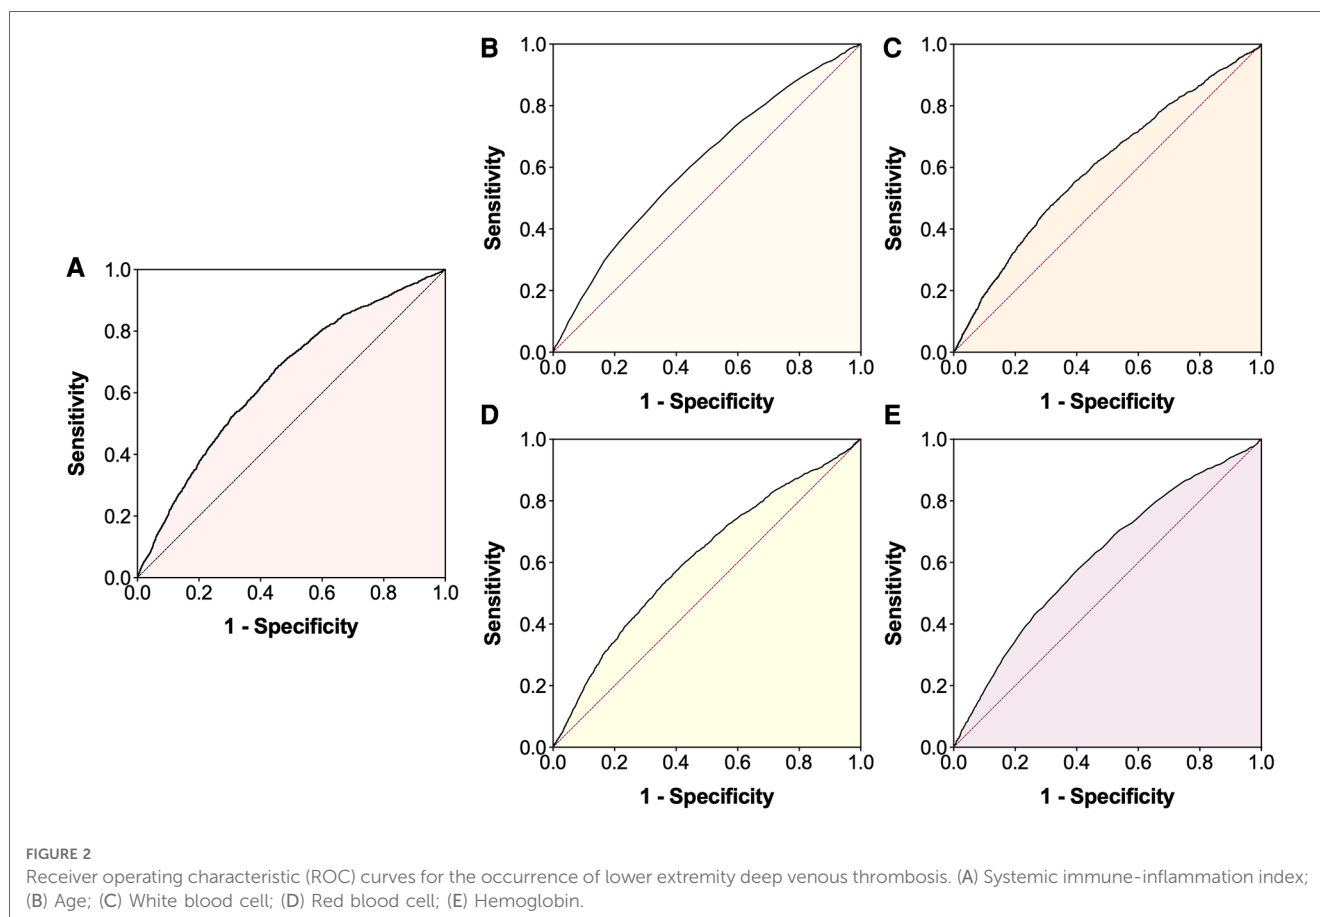 A
1.0
0.8
0.6
0.4
0.2
0.0
Sensitivity
0.0 0.2 0.4 0.6 0.8 1.0
1 - Specificity
B
1.0
0.8
0.6
0.4
0.2
0.0
Sensitivity
0.0 0.2 0.4 0.6 0.8 1.0
1 - Specificity
C
1.0
0.8
0.6
0.4
0.2
0.0
Sensitivity
0.0 0.2 0.4 0.6 0.8 1.0
1 - Specificity
D
1.0
0.8
0.6
0.4
0.2
0.0
Sensitivity
0.0 0.2 0.4 0.6 0.8 1.0
1 - Specificity
E
1.0
0.8
0.6
0.4
0.2
0.0
Sensitivity
0.0 0.2 0.4 0.6 0.8 1.0
1 - Specificity
FIGURE 2
Receiver operating characteristic (ROC) curves for the occurrence of lower extremity deep venous thrombosis. (A) Systemic immune-inflammation index;
(B) Age; (C) White blood cell; (D) Red blood cell; (E) Hemoglobin.